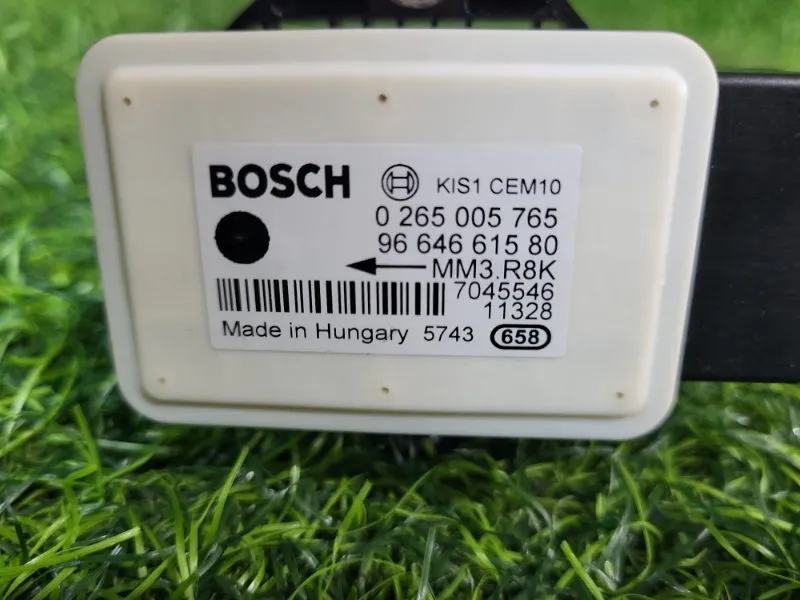 BOSCH KIS1 CEM10
0 265 005 765
96 646 615 80
MM3.R8K
7045546
11328
Made in Hungary 5743 658